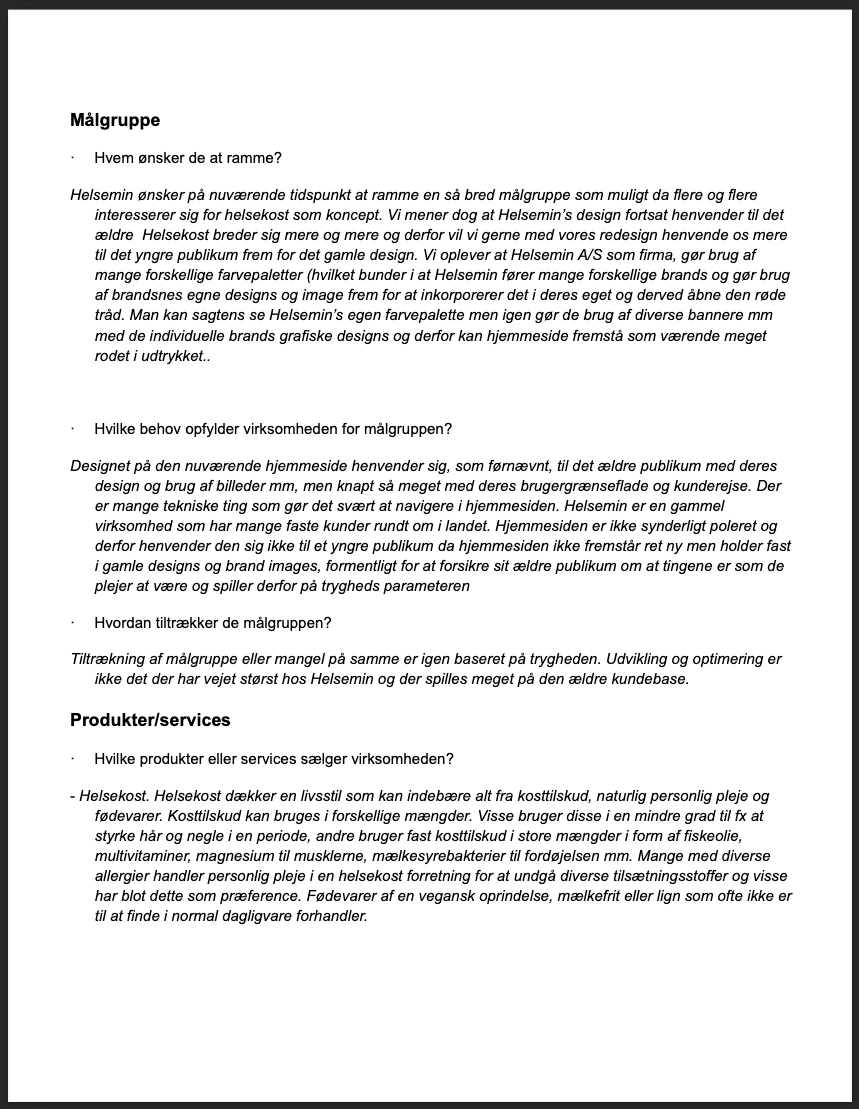 Målgruppe
· Hvem ønsker de at ramme?
Helsemin ønsker på nuværende tidspunkt at ramme en så bred målgruppe som muligt da flere og flere
interesserer sig for helsekost som koncept. Vi mener dog at Helsemin's design fortsat henvender til det
ældre  Helsekost breder sig mere og mere og derfor vil vi gerne med vores redesign henvende os mere
til det yngre publikum frem for det gamle design. Vi oplever at Helsemin A/S som firma, gør brug af
mange forskellige farvepaletter (hvilket bunder i at Helsemin fører mange forskellige brands og gør brug
af brandsnes egne designs og image frem for at inkorporerer det i deres eget og derved åbne den røde
tråd. Man kan sagtens se Helsemin's egen farvepalette men igen gør de brug af diverse bannere mm
med de individuelle brands grafiske designs og derfor kan hjemmeside fremstå som værende meget
rodet i udtrykket..
· Hvilke behov opfylder virksomheden for målgruppen?
Designet på den nuværende hjemmeside henvender sig, som førnævnt, til det ældre publikum med deres
design og brug af billeder mm, men knapt så meget med deres brugergrænseflade og kunderejse. Der
er mange tekniske ting som gør det svært at navigere i hjemmesiden. Helsemin er en gammel
virksomhed som har mange faste kunder rundt om i landet. Hjemmesiden er ikke synderligt poleret og
derfor henvender den sig ikke til et yngre publikum da hjemmesiden ikke fremstår ret ny men holder fast
i gamle designs og brand images, formentligt for at forsikre sit ældre publikum om at tingene er som de
plejer at være og spiller derfor på trygheds parameteren
· Hvordan tiltrækker de målgruppen?
Tiltrækning af målgruppe eller mangel på samme er igen baseret på trygheden. Udvikling og optimering er
ikke det der har vejet størst hos Helsemin og der spilles meget på den ældre kundebase.
Produkter/services
· Hvilke produkter eller services sælger virksomheden?
- Helsekost. Helsekost dækker en livsstil som kan indebære alt fra kosttilskud, naturlig personlig pleje og
fødevarer. Kosttilskud kan bruges i forskellige mængder. Visse bruger disse i en mindre grad til fx at
styrke hår og negle i en periode, andre bruger fast kosttilskud i store mængder i form af fiskeolie,
multivitaminer, magnesium til musklerne, mælkesyrebakterier til fordøjelsen mm. Mange med diverse
allergier handler personlig pleje i en helsekost forretning for at undgå diverse tilsætningsstoffer og visse
har blot dette som præference. Fødevarer af en vegansk oprindelse, mælkefrit eller lign som ofte ikke er
til at finde i normal dagligvare forhandler.